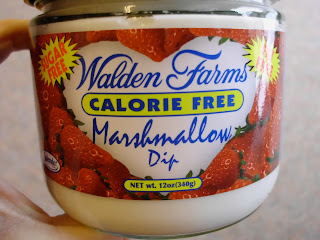 SUGAR
FREE
Walden Farms
CALORIE FREE
Marshmallow
Dip
NET wt. 12oz(340g)